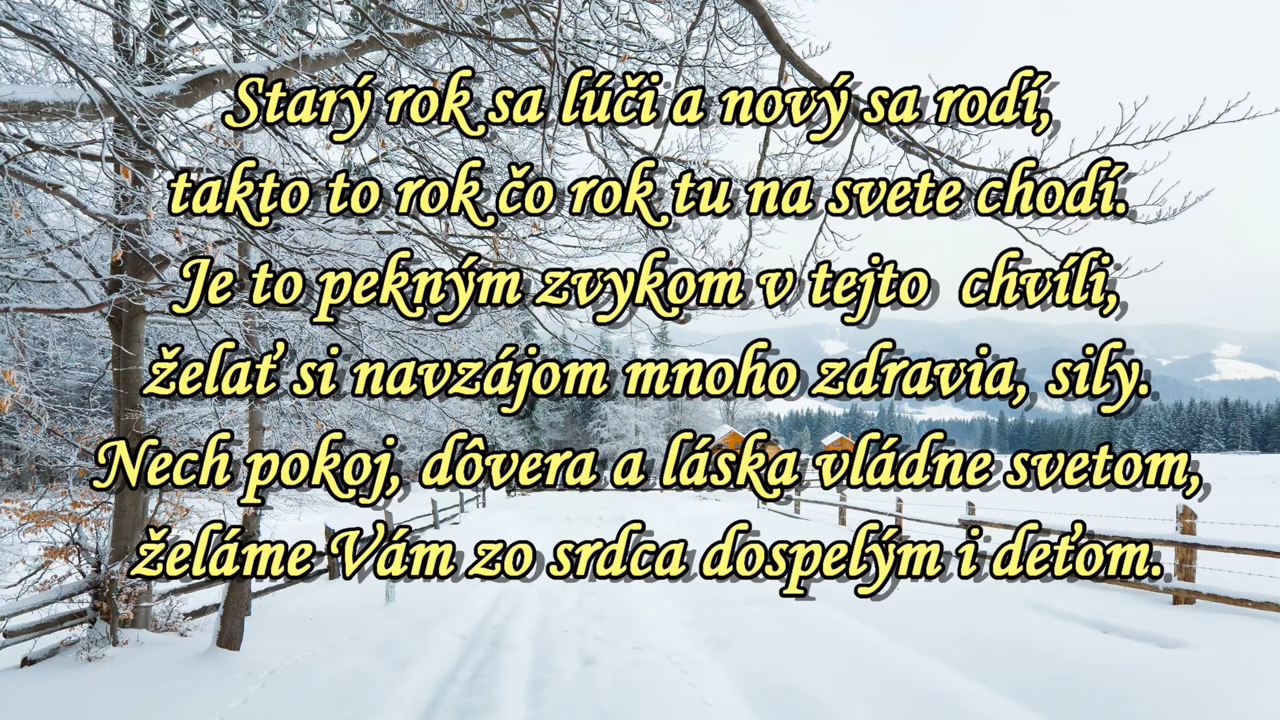 Starý rok sa lúči a nový sa rodí,
takto to rok čo rok tu na svete chodí.
Je to pekným zvykom v tejto  chvíli,
želať si navzájom mnoho zdravia, sily.
Nech pokoj, dôvera a láska vládne svetom,
želáme Vám zo srdca dospelým i deťom.